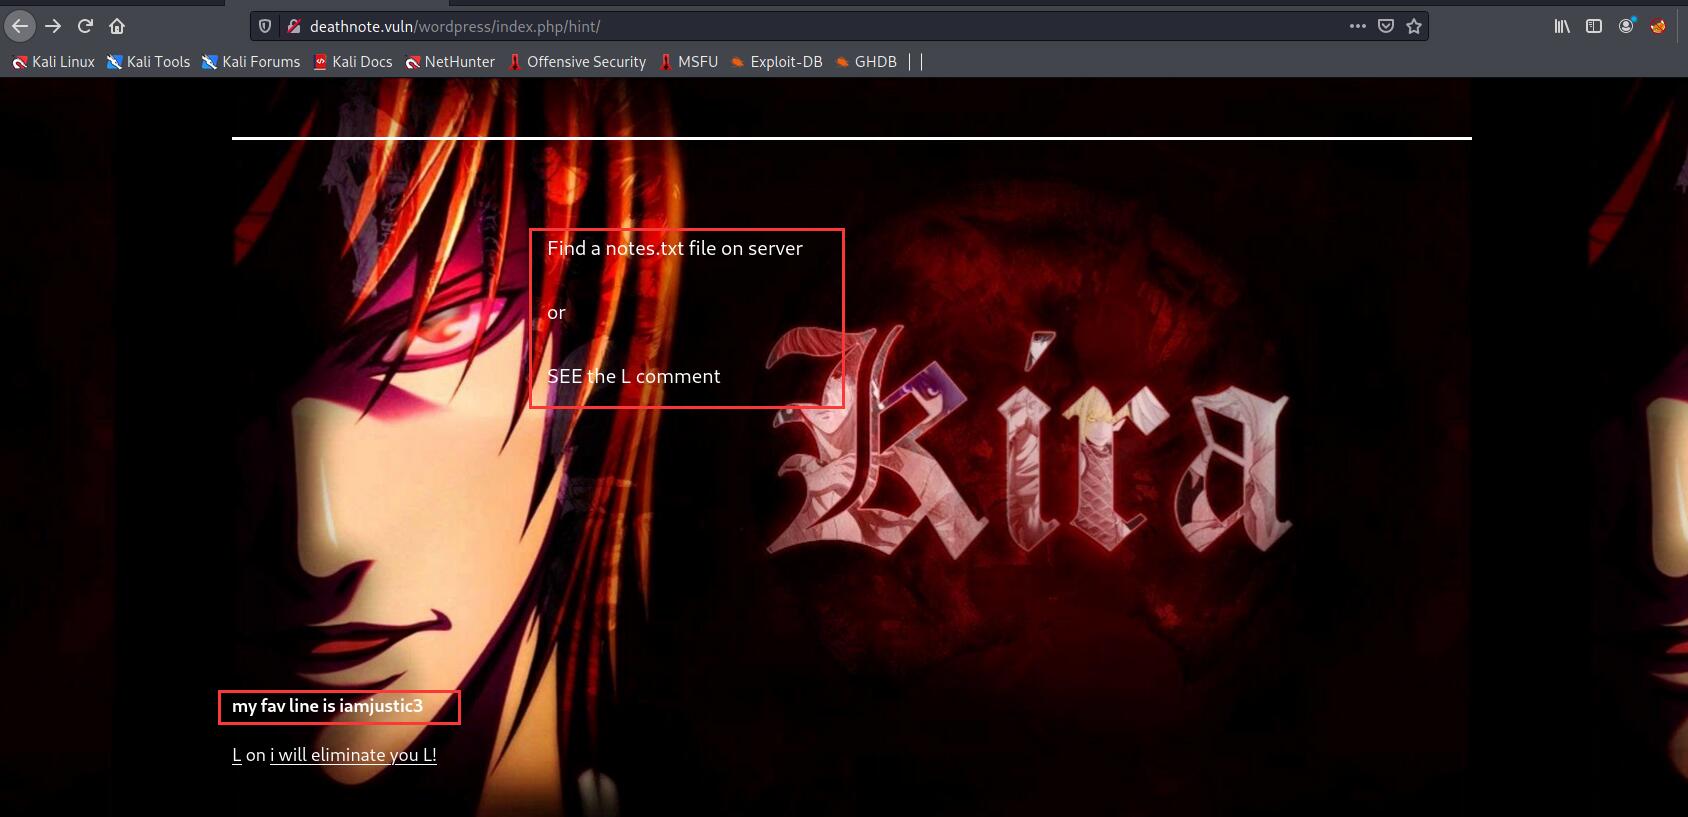 deathnote.vuln/wordpress/index.php/hint/
Kali Linux Kali Tools Kali Forums Kali Docs NetHunter Offensive Security MSFU Exploit-DB GHDB
Find a notes.txt file on server
or
SEE the L comment
Kira
my fav line is iamjustic3
L on i will eliminate you L!